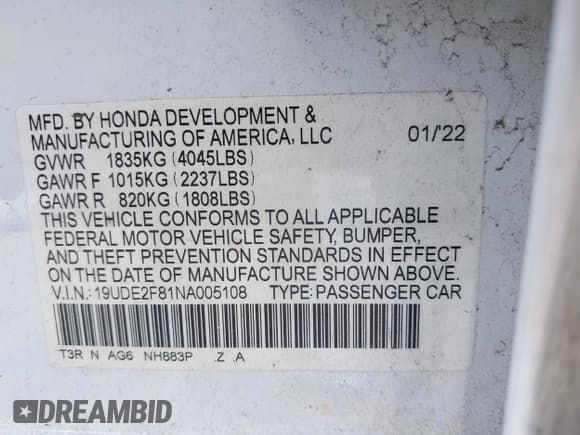 MFD. BY HONDA DEVELOPMENT &
MANUFACTURING OF AMERICA, LLC 01/'22
GVWR 1835KG (4045LBS)
GAWR F 1015KG (2237LBS)
GAWR R 820KG (1808LBS)
THIS VEHICLE CONFORMS TO ALL APPLICABLE
FEDERAL MOTOR VEHICLE SAFETY, BUMPER,
AND THEFT PREVENTION STANDARDS IN EFFECT
ON THE DATE OF MANUFACTURE SHOWN ABOVE.
V.I.N.: 19UDE2F81NA005108 TYPE: PASSENGER CAR
T3R N AG6 NH883P .Z .A
DREAMBID